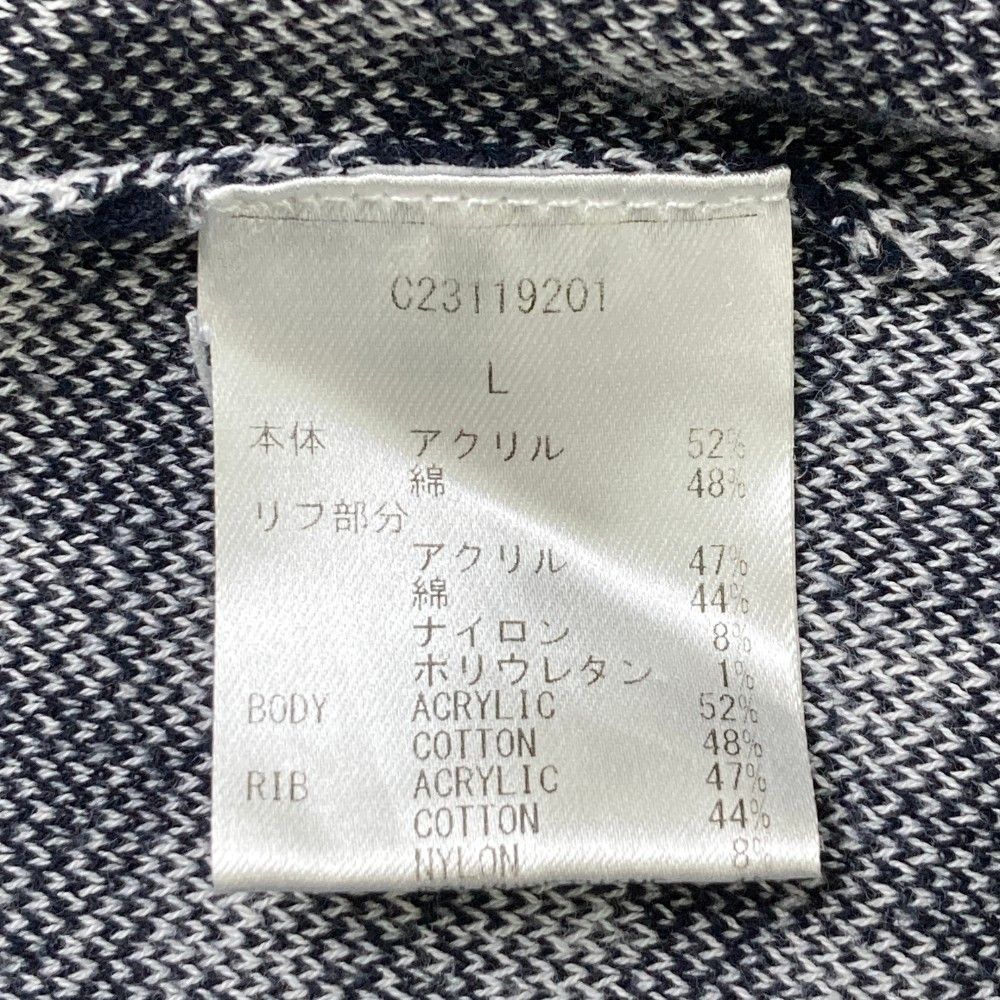 C23119201
L
本体 アクリル 52%
綿 48%
リブ部分
アクリル 47%
綿 44%
ナイロン 8%
ポリウレタン 1%
BODY ACRYLIC 52%
COTTON 48%
RIB ACRYLIC 47%
COTTON 44%
NYLON 8%